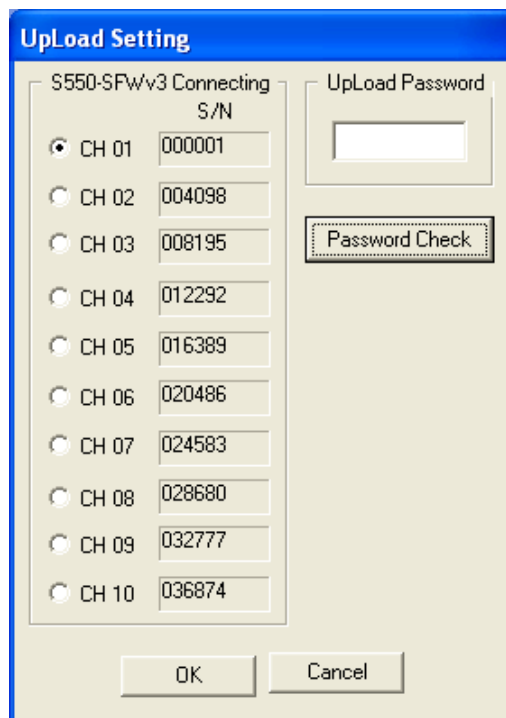 UpLoad Setting
S550-SFWv3 Connecting
S/N
CH 01 000001
CH 02 004098
CH 03 008195
CH 04 012292
CH 05 016389
CH 06 020486
CH 07 024583
CH 08 028680
CH 09 032777
CH 10 036874
UpLoad Password
Password Check
OK Cancel